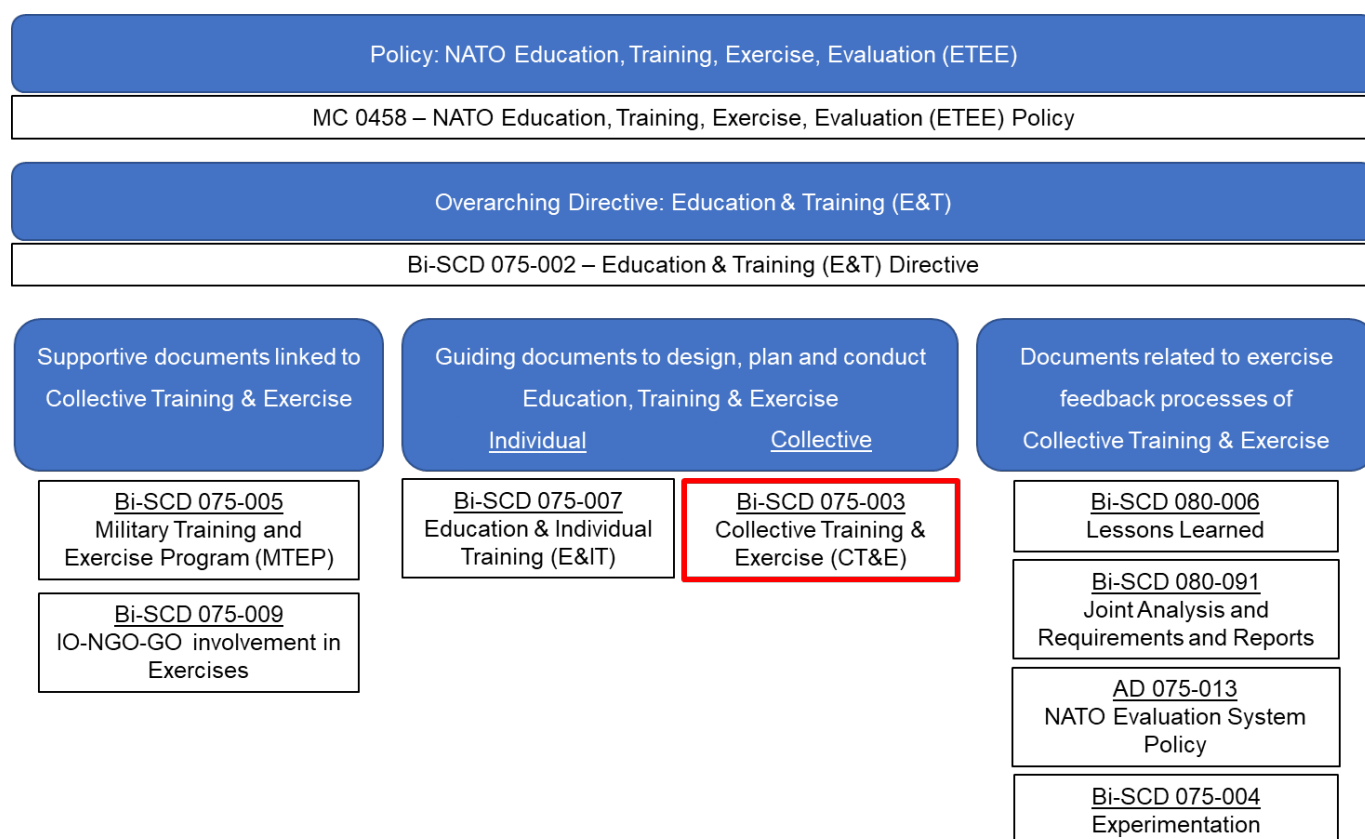 Policy: NATO Education, Training, Exercise, Evaluation (ETEE)
MC 0458 – NATO Education, Training, Exercise, Evaluation (ETEE) Policy
Overarching Directive: Education & Training (E&T)
Bi-SCD 075-002 – Education & Training (E&T) Directive
Supportive documents linked to
Collective Training & Exercise
Bi-SCD 075-005
Military Training and
Exercise Program (MTEP)
Bi-SCD 075-009
IO-NGO-GO involvement in
Exercises
Guiding documents to design, plan and conduct
Education, Training & Exercise
Individual
Collective
Bi-SCD 075-007
Education & Individual
Training (E&IT)
Bi-SCD 075-003
Collective Training &
Exercise (CT&E)
Documents related to exercise
feedback processes of
Collective Training & Exercise
Bi-SCD 080-006
Lessons Learned
Bi-SCD 080-091
Joint Analysis and
Requirements and Reports
AD 075-013
NATO Evaluation System
Policy
Bi-SCD 075-004
Experimentation